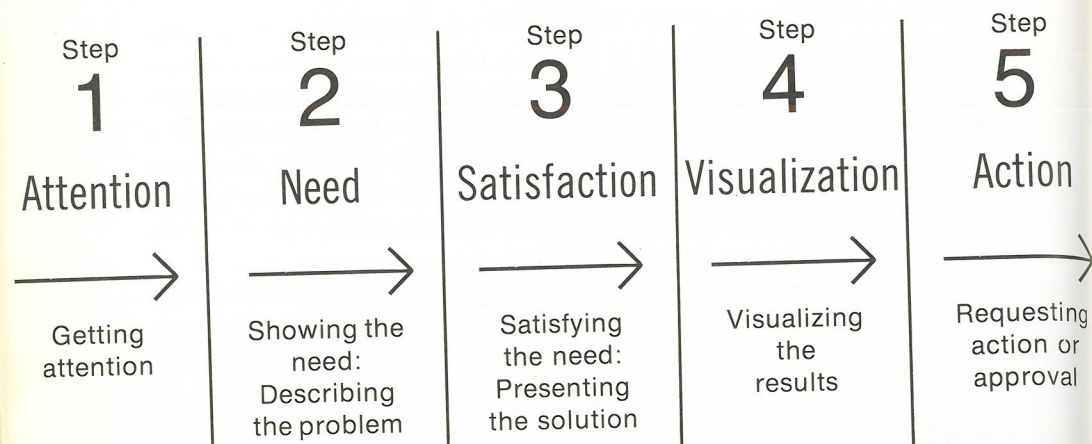 Step
1
Attention
Getting
attention
Step
2
Need
Showing the
need:
Describing
the problem
Step
3
Satisfaction
Satisfying
the need:
Presenting
the solution
Step
4
Visualization
Visualizing
the
results
Step
5
Action
Requesting
action or
approval